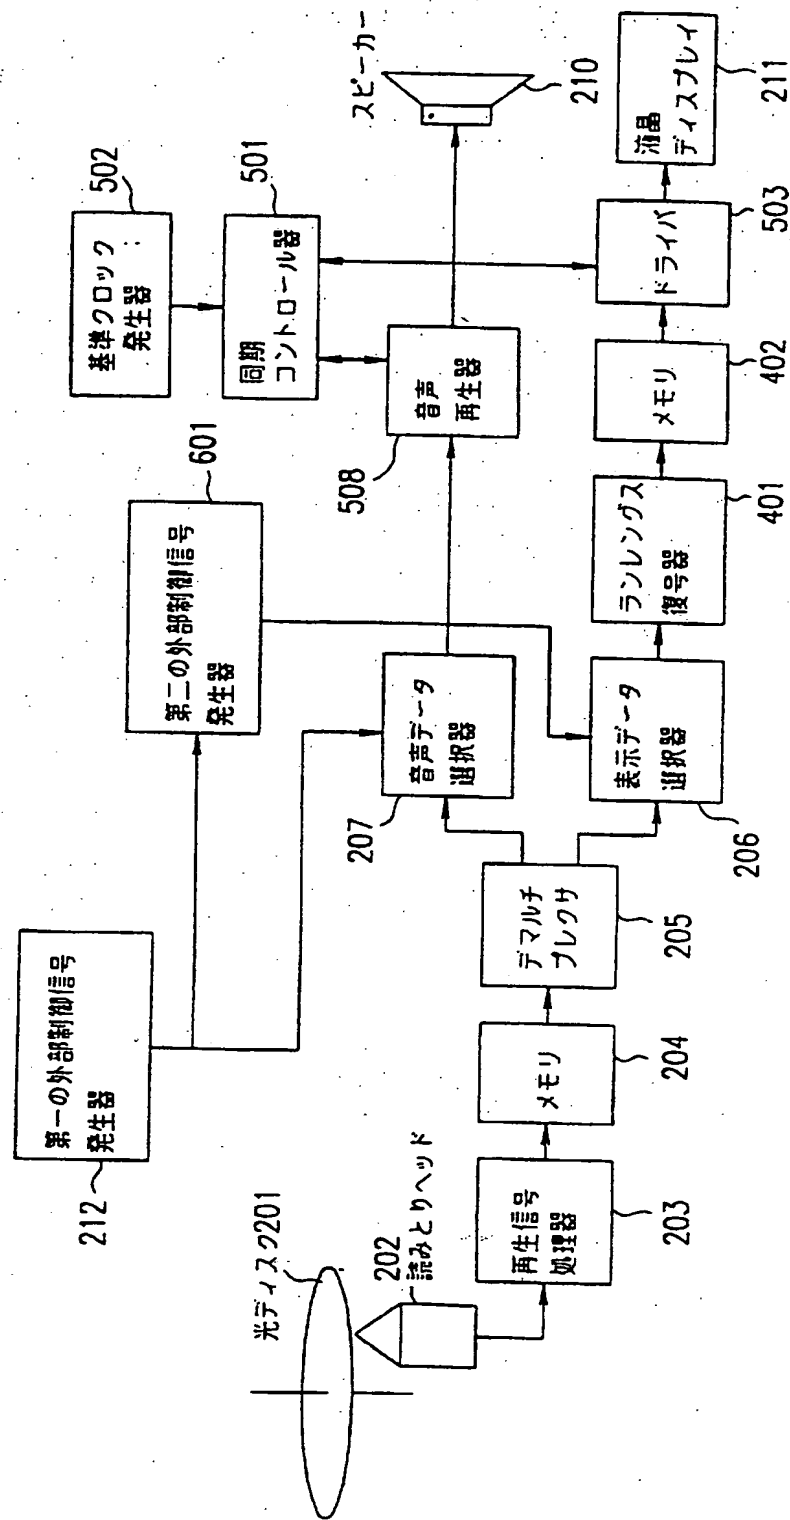 第一の外部制御信号
発生器
212
第二の外部制御信号
発生器
601
基準クロック
発生器
502
同期
コントロール器
501
光ディスク201
202
読みとりヘッド
再生信号
処理器
203
メモリ
204
デマルチ
プレクサ
205
音声データ
選択器
207
表示データ
選択器
206
音声
再生器
508
スピーカー
210
ランレングス
復号器
401
メモリ
402
ドライバ
503
液晶
ディスプレイ
211